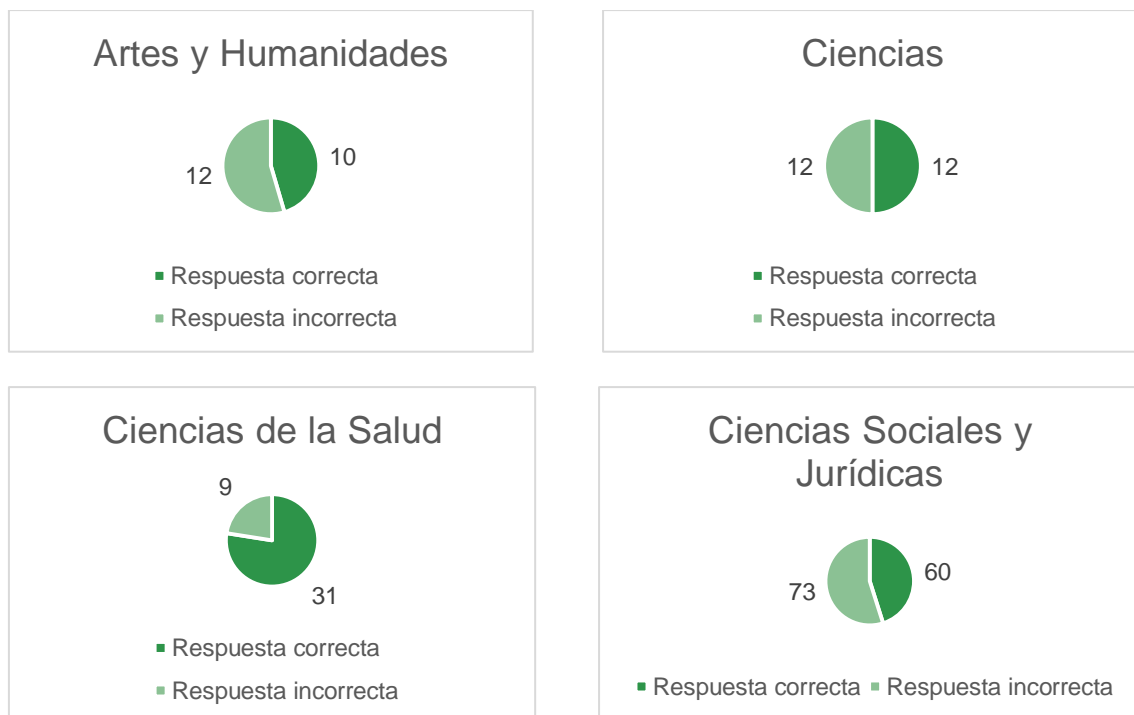 Artes y Humanidades
12
10
Respuesta correcta
Respuesta incorrecta
Ciencias
12
12
Respuesta correcta
Respuesta incorrecta
Ciencias de la Salud
9
31
Respuesta correcta
Respuesta incorrecta
Ciencias Sociales y
Jurídicas
73
60
Respuesta correcta Respuesta incorrecta